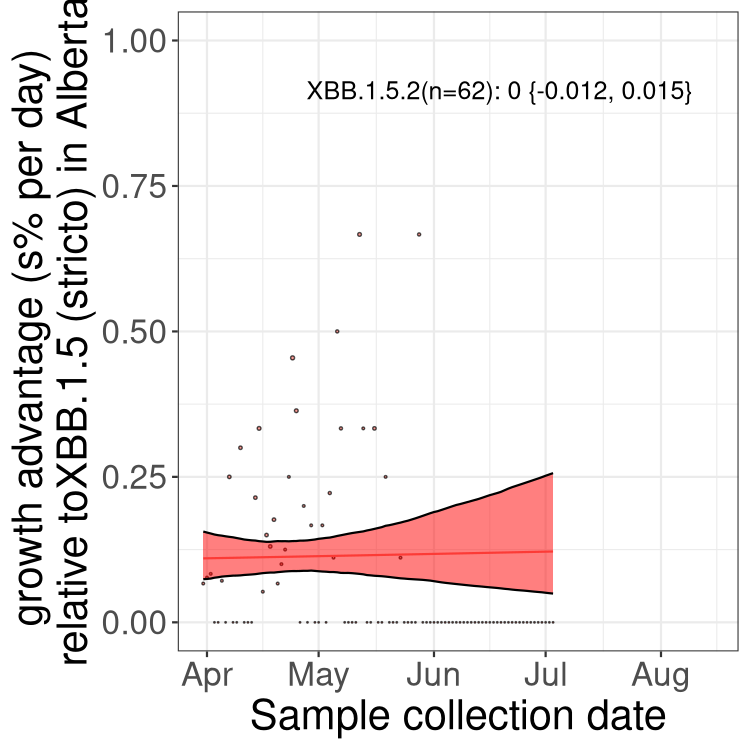 growth advantage (s% per day)
relative toXBB.1.5 (stricto) in Alberta
1.00
0.75
0.50
0.25
0.00
XBB.1.5.2(n=62): 0 {-0.012, 0.015}
Apr May Jun Jul Aug
Sample collection date